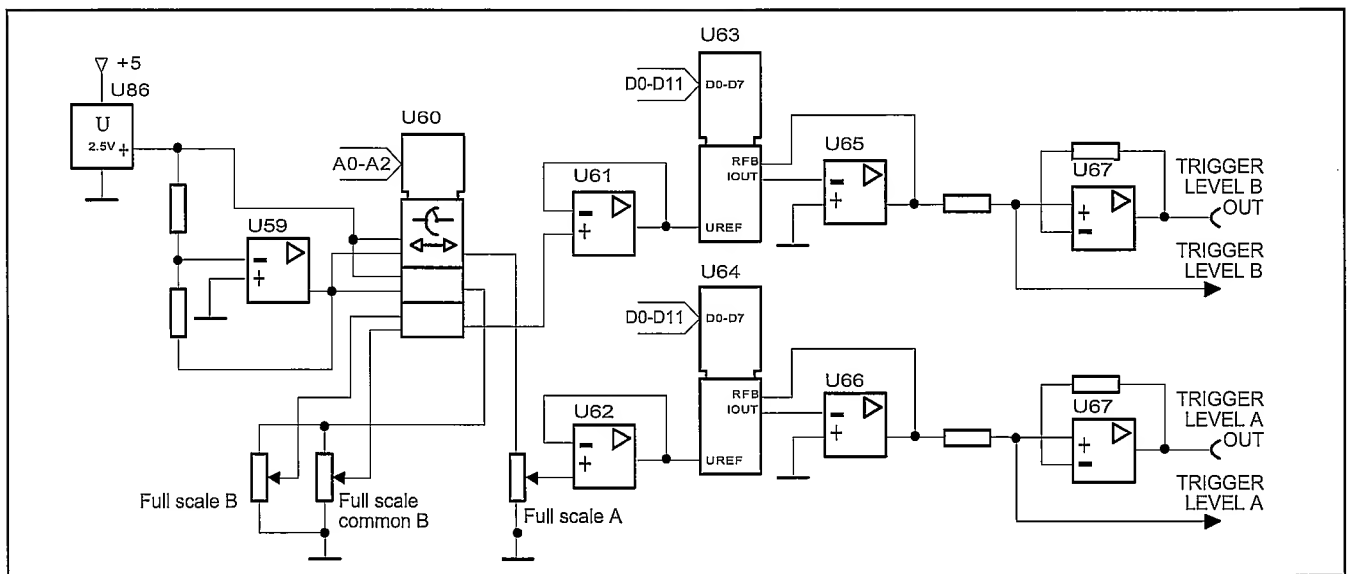 +5
U86
U
2.5V
U59
+
-
U60
A0-A2
U61
-
+
U63
D0-D11
D0-D7
RFB
IOUT
UREF
U65
-
+
U67
+
-
TRIGGER
LEVEL B
OUT
TRIGGER
LEVEL B
U64
D0-D11
D0-D7
RFB
IOUT
UREF
U62
-
+
U66
-
+
U67
+
-
TRIGGER
LEVEL A
OUT
TRIGGER
LEVEL A
Full scale B
Full scale
common B
Full scale A